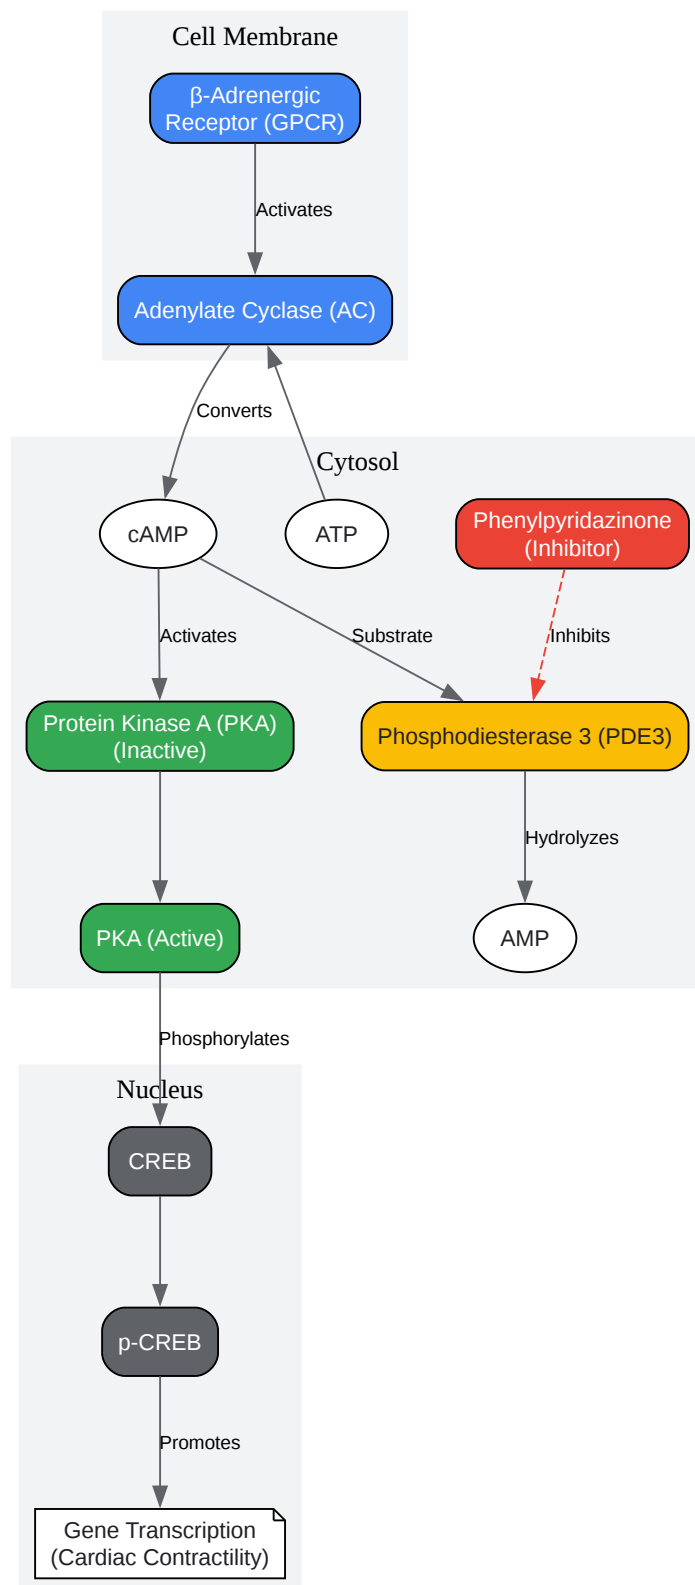 Cell Membrane
β-Adrenergic
Receptor (GPCR)
Activates
Adenylate Cyclase (AC)
Converts
Cytosol
cAMP
ATP
Phenylpyridazinone
(Inhibitor)
Activates
Substrate
Inhibits
Protein Kinase A (PKA)
(Inactive)
Phosphodiesterase 3 (PDE3)
Hydrolyzes
PKA (Active)
AMP
Phosphorylates
Nucleus
CREB
p-CREB
Promotes
Gene Transcription
(Cardiac Contractility)